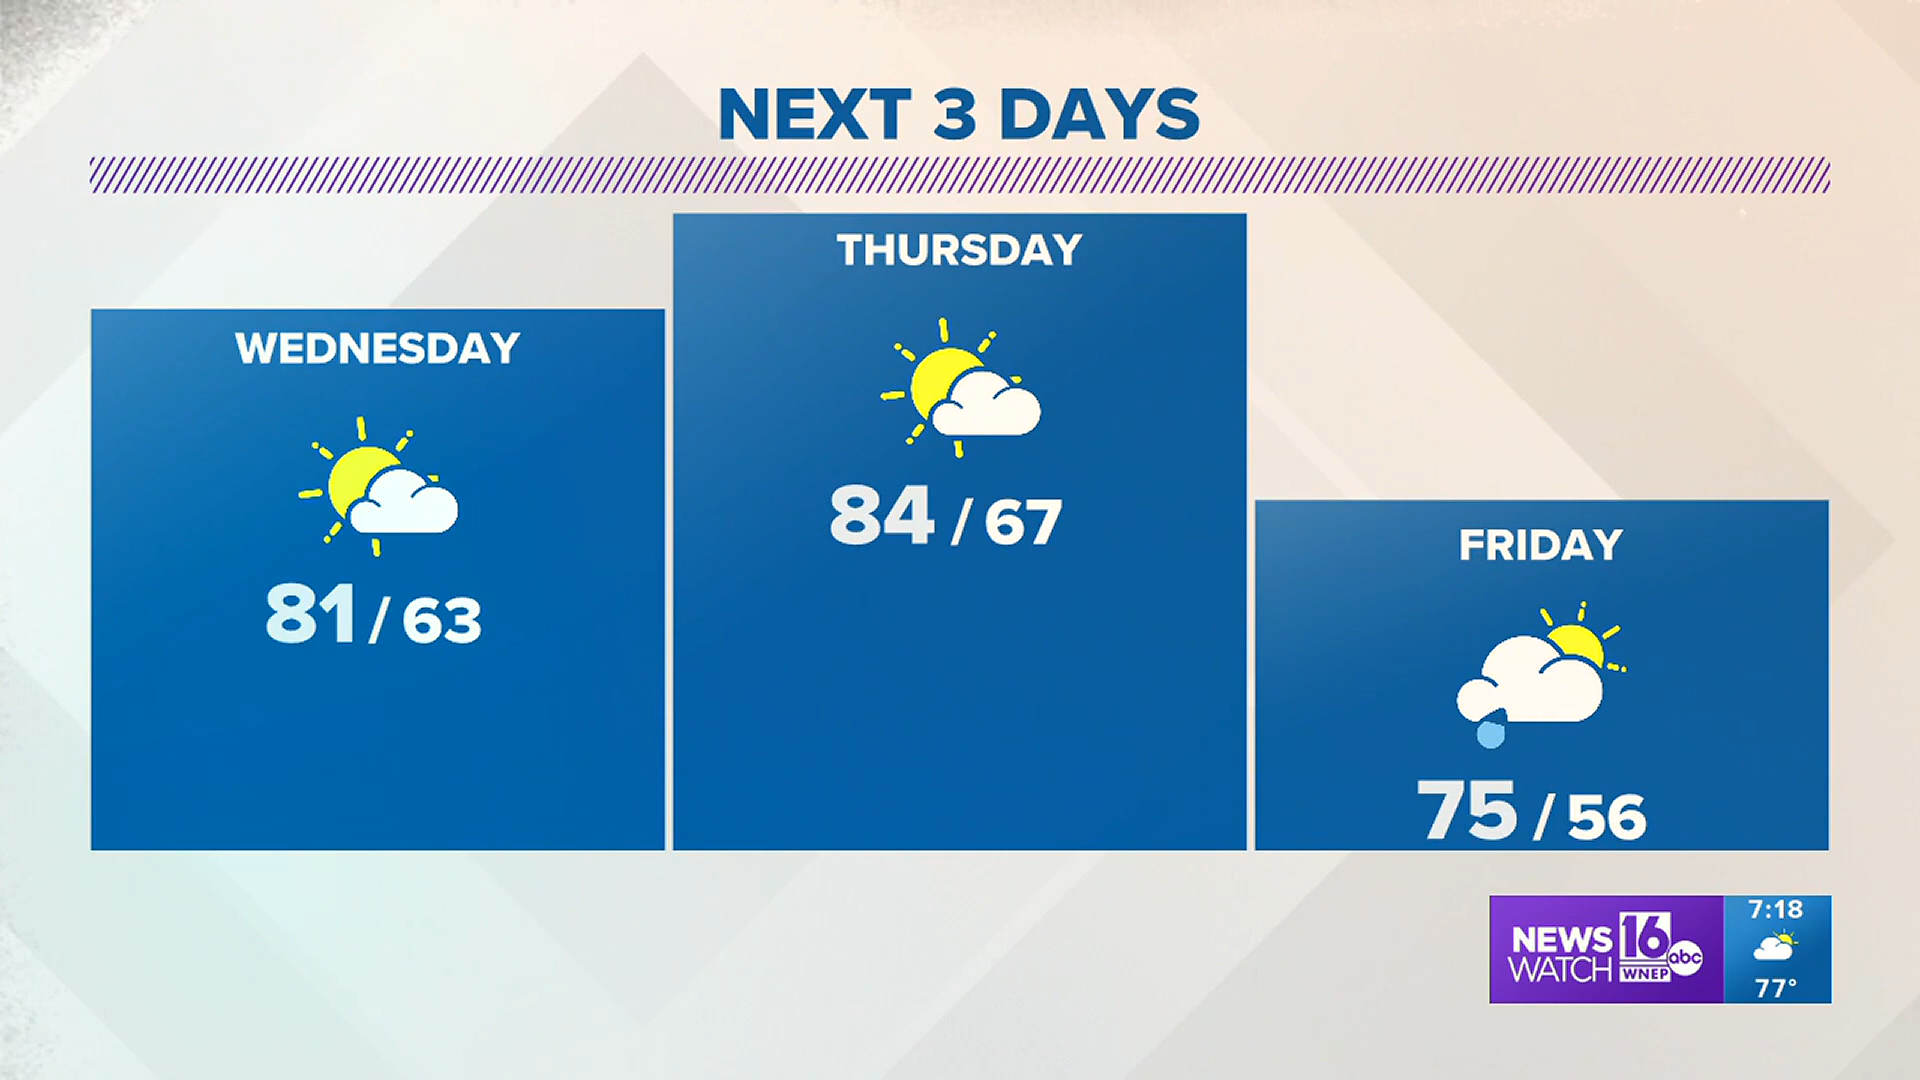 NEXT 3 DAYS
WEDNESDAY
81 / 63
THURSDAY
84 / 67
FRIDAY
75 / 56
NEWS
WATCH
16
WNEP
abc
7:18
77°